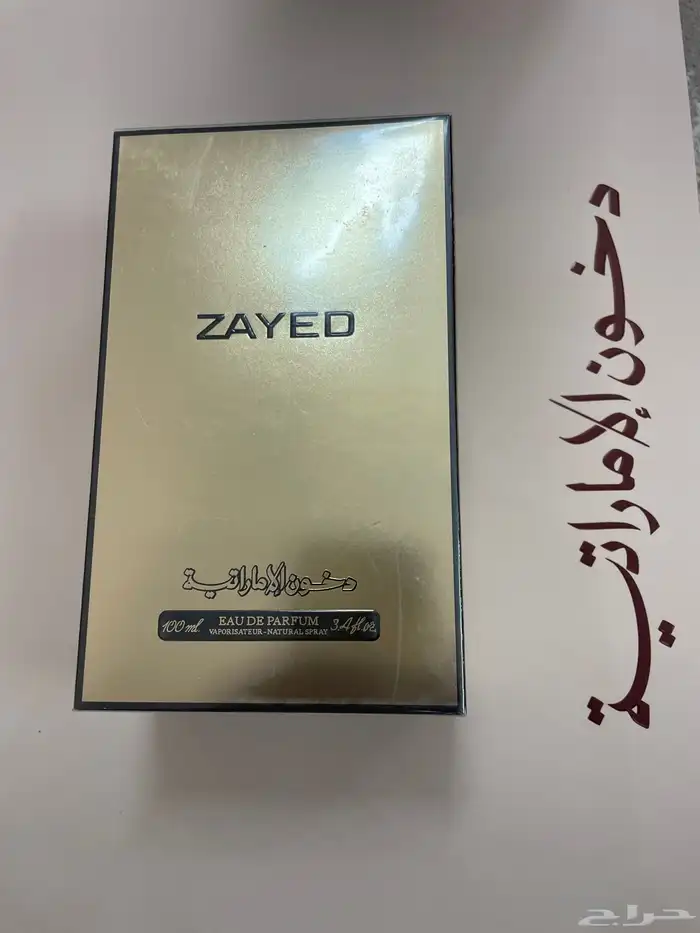 ZAYED
دخون الإماراتية
100 ml. EAU DE PARFUM 3.4 fl.oz.
VAPORISATEUR - NATURAL SPRAY
دخون الإماراتية
حراج